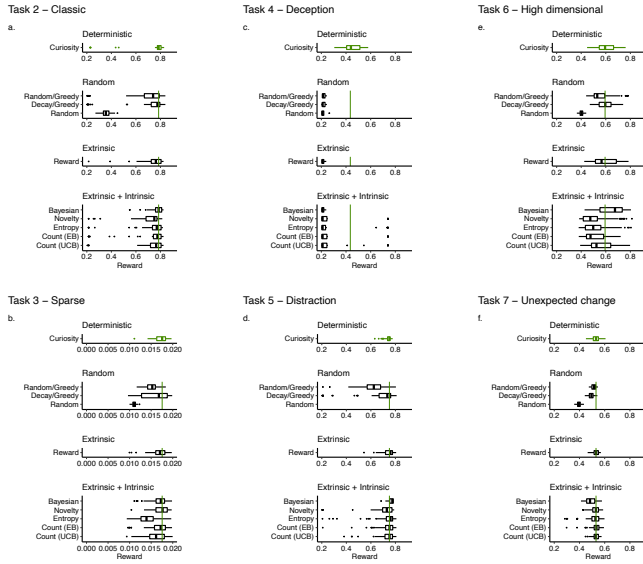 Task 2 – Classic
a.
Deterministic
Curiosity
0.2 0.4 0.6 0.8
Random
Random/Greedy
Decay/Greedy
Random
0.2 0.4 0.6 0.8
Extrinsic
Reward
0.2 0.4 0.6 0.8
Extrinsic + Intrinsic
Bayesian
Novelty
Entropy
Count (EB)
Count (UCB)
0.2 0.4 0.6 0.8
Reward
Task 4 – Deception
c.
Deterministic
Curiosity
0.2 0.4 0.6 0.8
Random
Random/Greedy
Decay/Greedy
Random
0.2 0.4 0.6 0.8
Extrinsic
Reward
0.2 0.4 0.6 0.8
Extrinsic + Intrinsic
Bayesian
Novelty
Entropy
Count (EB)
Count (UCB)
0.2 0.4 0.6 0.8
Reward
Task 6 – High dimensional
e.
Deterministic
Curiosity
0.2 0.4 0.6 0.8
Random
Random/Greedy
Decay/Greedy
Random
0.2 0.4 0.6 0.8
Extrinsic
Reward
0.2 0.4 0.6 0.8
Extrinsic + Intrinsic
Bayesian
Novelty
Entropy
Count (EB)
Count (UCB)
0.2 0.4 0.6 0.8
Reward
Task 3 – Sparse
b.
Deterministic
Curiosity
0.000 0.005 0.010 0.015 0.020
Random
Random/Greedy
Decay/Greedy
Random
0.000 0.005 0.010 0.015 0.020
Extrinsic
Reward
0.000 0.005 0.010 0.015 0.020
Extrinsic + Intrinsic
Bayesian
Novelty
Entropy
Count (EB)
Count (UCB)
0.000 0.005 0.010 0.015 0.020
Reward
Task 5 – Distraction
d.
Deterministic
Curiosity
0.2 0.4 0.6 0.8
Random
Random/Greedy
Decay/Greedy
Random
0.2 0.4 0.6 0.8
Extrinsic
Reward
0.2 0.4 0.6 0.8
Extrinsic + Intrinsic
Bayesian
Novelty
Entropy
Count (EB)
Count (UCB)
0.2 0.4 0.6 0.8
Reward
Task 7 – Unexpected change
f.
Deterministic
Curiosity
0.2 0.4 0.6 0.8
Random
Random/Greedy
Decay/Greedy
Random
0.2 0.4 0.6 0.8
Extrinsic
Reward
0.2 0.4 0.6 0.8
Extrinsic + Intrinsic
Bayesian
Novelty
Entropy
Count (EB)
Count (UCB)
0.2 0.4 0.6 0.8
Reward